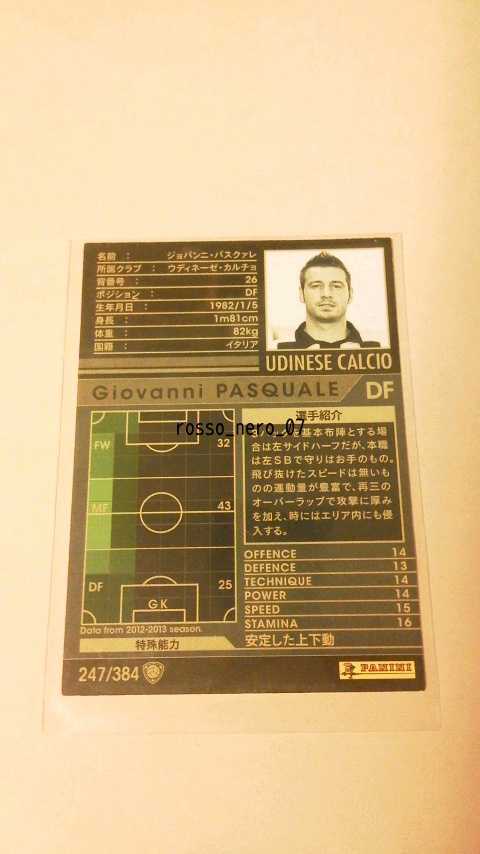 名前 : ジョバンニ・パスクァレ
所属クラブ : ウディネーゼ・カルチョ
背番号 : 26
ポジション : DF
生年月日 : 1982/1/5
身長 : 1m81cm
体重 : 82kg
国籍 : イタリア
UDINESE CALCIO
Giovanni PASQUALE DF
選手紹介
rosso_nero_07
基本布陣とする場
合は左サイドハーフだが、本職
は左SBで守りはお手のもの。
飛び抜けたスピードは無いも
のの運動量が豊富で、再三の
オーバーラップで攻撃に厚み
を加え、時にはエリア内にも侵
入する。
FW 32
MF 43
DF 25
GK
Data from 2012-2013 season.
OFFENCE 14
DEFENCE 13
TECHNIQUE 14
POWER 14
SPEED 15
STAMINA 16
特殊能力 安定した上下動
247/384
PANINI